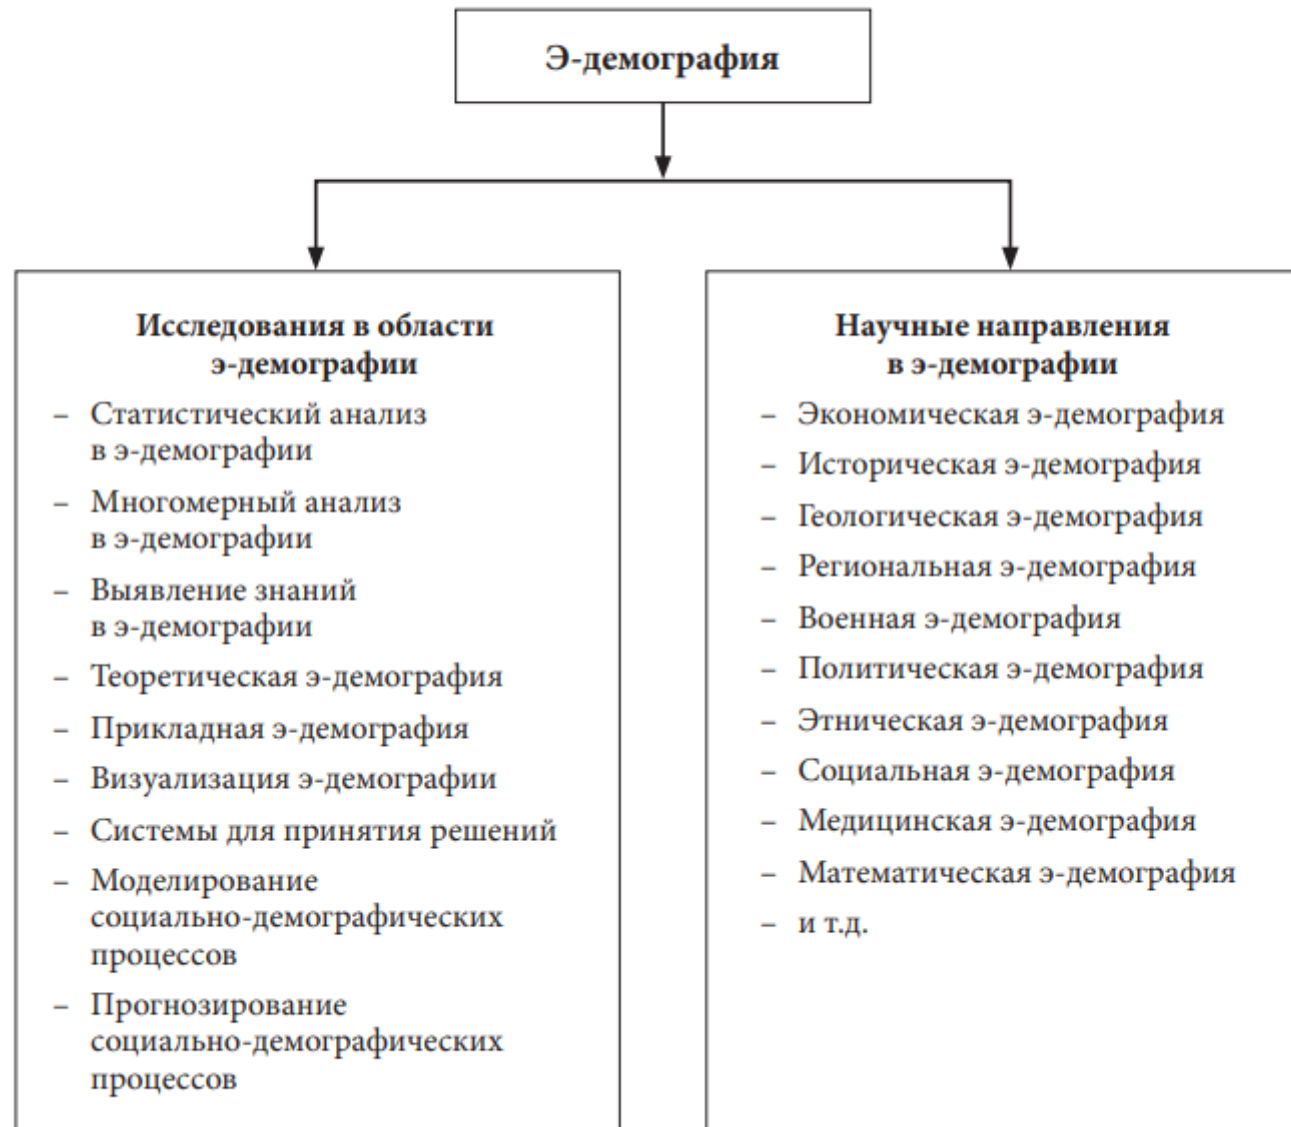 Э-демография
Исследования в области
э-демографии
– Статистический анализ
в э-демографии
– Многомерный анализ
в э-демографии
– Выявление знаний
в э-демографии
– Теоретическая э-демография
– Прикладная э-демография
– Визуализация э-демографии
– Системы для принятия решений
– Моделирование
социально-демографических
процессов
– Прогнозирование
социально-демографических
процессов
Научные направления
в э-демографии
– Экономическая э-демография
– Историческая э-демография
– Геологическая э-демография
– Региональная э-демография
– Военная э-демография
– Политическая э-демография
– Этническая э-демография
– Социальная э-демография
– Медицинская э-демография
– Математическая э-демография
– и т.д.